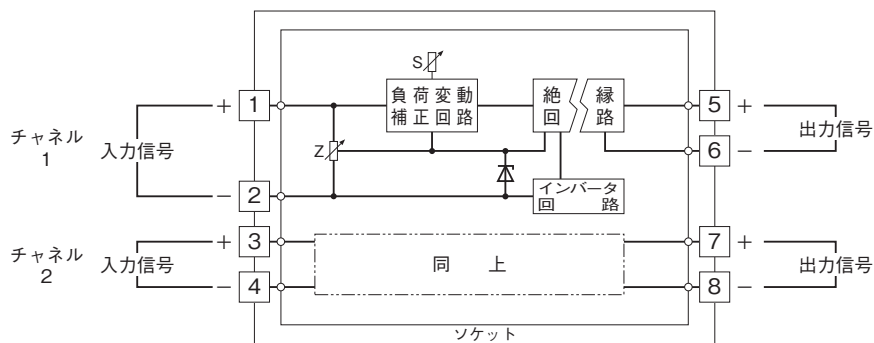 S
負荷変動
補正回路
絶縁
回路
+ 1
5 +
チャネル
1
入力信号
出力信号
Z
6 −
− 2
インバータ
回路
チャネル
2
入力信号
+ 3
− 4
同上
7 +
8 −
出力信号
ソケット